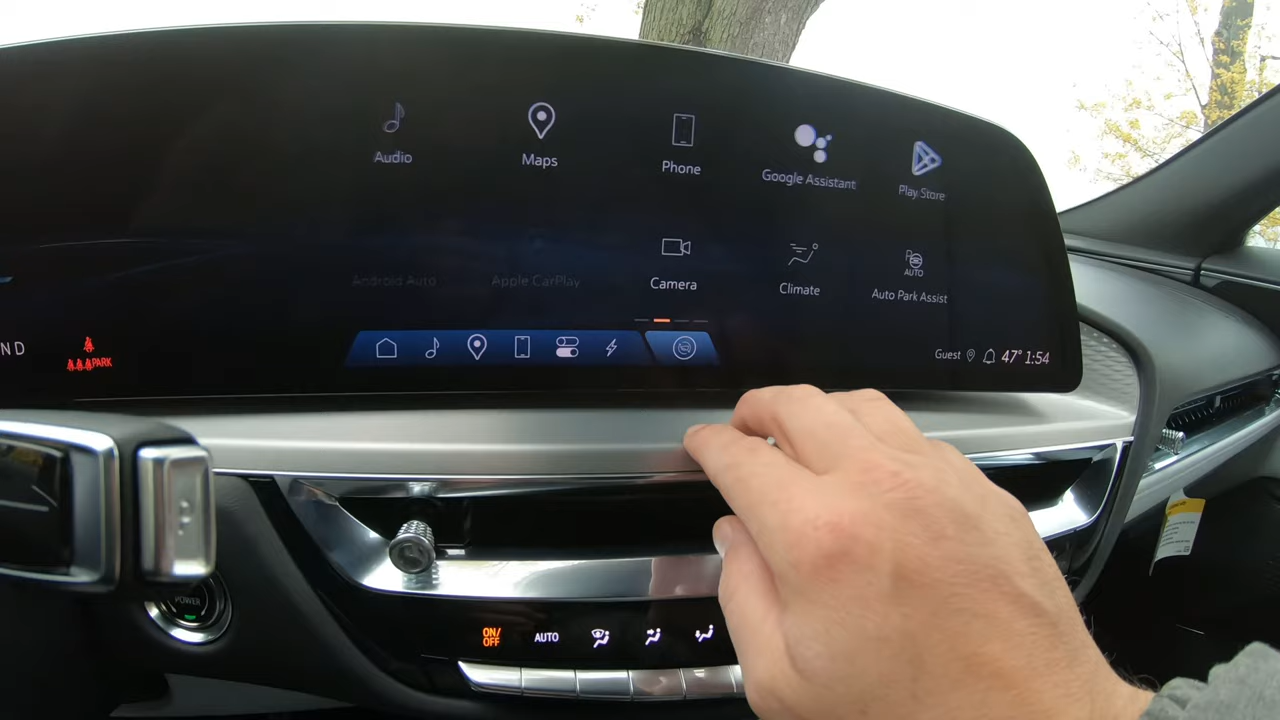 Audio
Maps
Phone
Google Assistant
Play Store
Android Auto
Apple CarPlay
Camera
Climate
P
AUTO
Auto Park Assist
ND
PARK
Guest
47° 1:54
POWER
ON/
OFF
AUTO